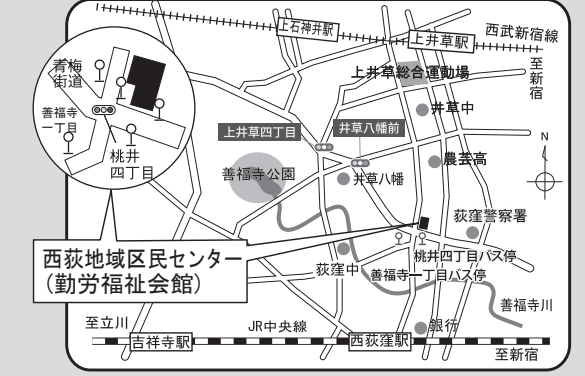 上石神井駅
上井草駅
西武新宿線
至新宿
上井草総合運動場
井草中
上井草四丁目
井草八幡前
農芸高
善福寺公園
井草八幡
N
荻窪警察署
桃井四丁目バス停
荻窪中
善福寺一丁目バス停
善福寺川
青梅
街道
善福寺
一丁目
桃井
四丁目
西荻地域区民センター
(勤労福祉会館)
至立川
JR中央線
銀行
吉祥寺駅
西荻窪駅
至新宿